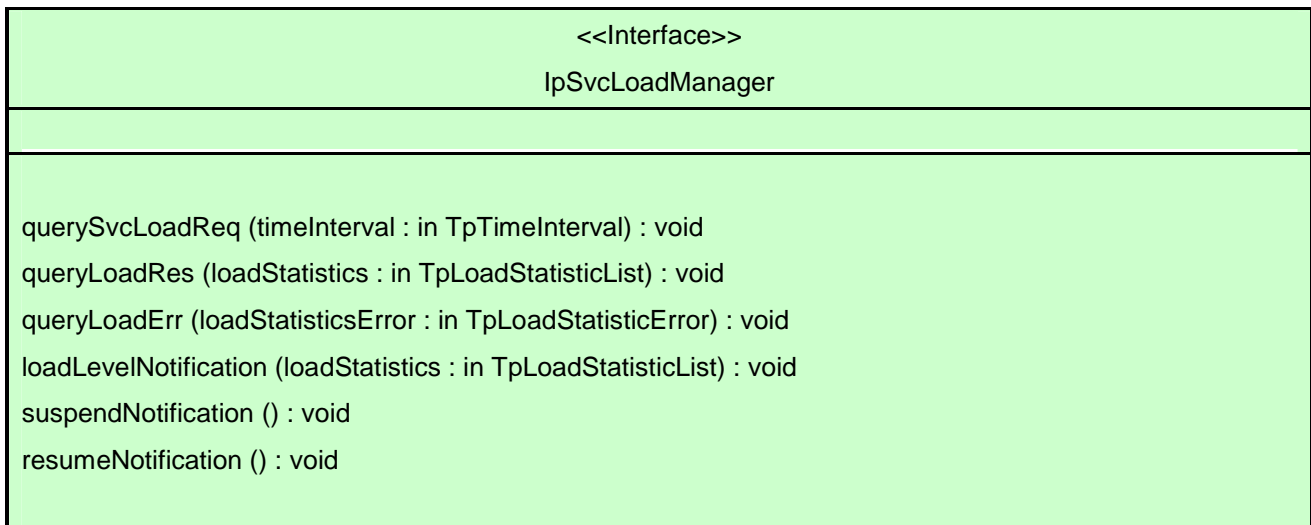 <<Interface>>
IpSvcLoadManager
querySvcLoadReq (timeInterval : in TpTimeInterval) : void
queryLoadRes (loadStatistics : in TpLoadStatisticList) : void
queryLoadErr (loadStatisticsError : in TpLoadStatisticError) : void
loadLevelNotification (loadStatistics : in TpLoadStatisticList) : void
suspendNotification () : void
resumeNotification () : void